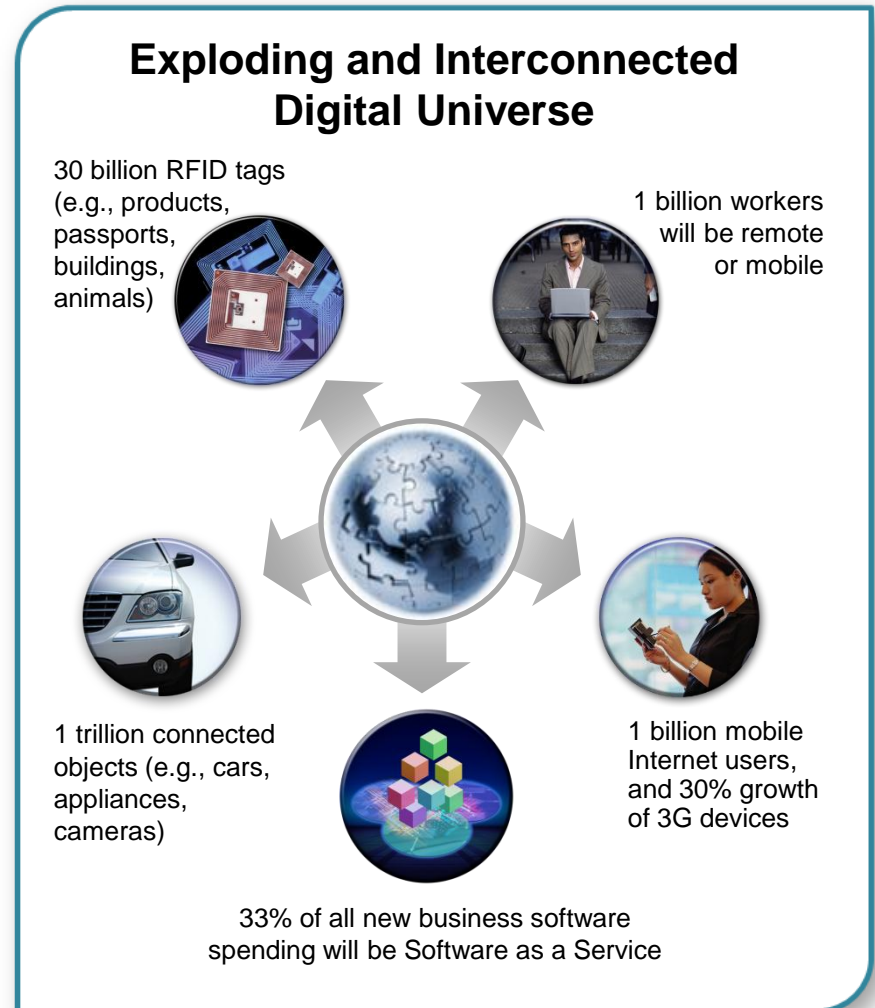 Exploding and Interconnected
Digital Universe
30 billion RFID tags
(e.g., products,
passports,
buildings,
animals)
1 billion workers
will be remote
or mobile
1 trillion connected
objects (e.g., cars,
appliances,
cameras)
1 billion mobile
Internet users,
and 30% growth
of 3G devices
33% of all new business software
spending will be Software as a Service